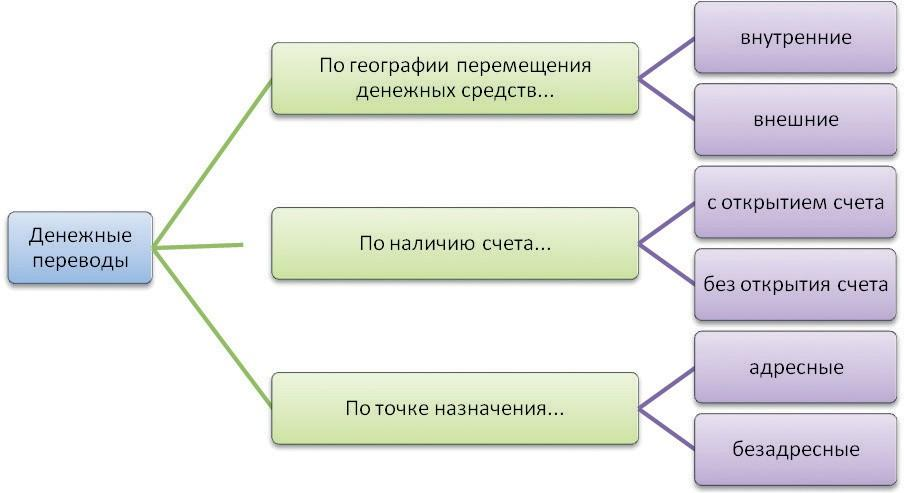 Денежные
переводы
По географии перемещения
денежных средств...
внутренние
внешние
По наличию счета...
с открытием счета
без открытия счета
По точке назначения...
адресные
безадресные